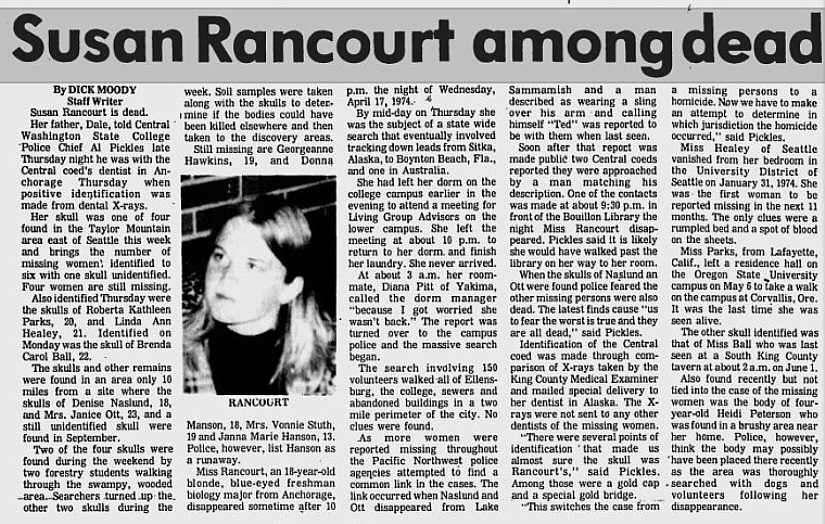 Susan Rancourt among dead
By DICK MOODY
Staff Writer
Susan Rancourt is dead.
Her father, Dale, told Central
Washington State College
Police Chief Al Pickles late
Thursday night he was with the
Central coed's dentist in An-
chorage Thursday when
positive identification was
made from dental X-rays.
Her skull was one of four
found in the Taylor Mountain
area east of Seattle this week
and brings the number of
missing women identified to
six with one skull unidentified.
Four women are still missing.
Also identified Thursday were
the skulls of Roberta Kathleen
Parks, 20, and Linda Ann
Healey, 21. Identified on
Monday was the skull of Brenda
Carol Ball, 22.
The skulls and other remains
were found in an area only 10
miles from a site where the
skulls of Denise Naslund, 18,
and Mrs. Janice Ott, 23, and a
still unidentified skull were
found in September.
Two of the four skulls were
found during the weekend by
two forestry students walking
through the swampy, wooded
area. Searchers turned up the
other two skulls during the
week. Soil samples were taken
along with the skulls to deter-
mine if the bodies could have
been killed elsewhere and then
taken to the discovery areas.
Still missing are Georgeanne
Hawkins, 19, and Donna
RANCOURT
Manson, 18, Mrs. Vonnie Stuth,
19 and Janna Marie Hanson, 13.
Police, however, list Hanson as
a runaway.
Miss Rancourt, an 18-year-old
blonde, blue-eyed freshman
biology major from Anchorage,
disappeared sometime after 10
p.m. the night of Wednesday,
April 17, 1974.
By mid-day on Thursday she
was the subject of a state wide
search that eventually involved
tracking down leads from Sitka,
Alaska, to Boynton Beach, Fla.,
and one in Australia.
She had left her dorm on the
college campus earlier in the
evening to attend a meeting for
Living Group Advisors on the
lower campus. She left the
meeting at about 10 p.m. to
return to her dorm and finish
her laundry. She never arrived.
At about 3 a.m. her room-
mate, Diana Pitt of Yakima,
called the dorm manager
"because I got worried she
wasn't back." The report was
turned over to the campus
police and the massive search
began.
The search involving 150
volunteers walked all of Ellens-
burg, the college, sewers and
abandoned buildings in a two
mile perimeter of the city. No
clues were found.
As more women were
reported missing throughout
the Pacific Northwest police
agencies attempted to find a
common link in the cases. The
link occurred when Naslund and
Ott disappeared from Lake
Sammamish and a man
described as wearing a sling
over his arm and calling
himself "Ted" was reported to
be with them when last seen.
Soon after that report was
made public two Central coeds
reported they were approached
by a man matching his
description. One of the contacts
was made at about 9:30 p.m. in
front of the Bouillon Library the
night Miss Rancourt disap-
peared. Pickles said it is likely
she would have walked past the
library on her way to her room.
When the skulls of Naslund an
Ott were found police feared the
other missing persons were also
dead. The latest finds cause "us
to fear the worst is true and they
are all dead," said Pickles.
Identification of the Central
coed was made through com-
parison of X-rays taken by the
King County Medical Examiner
and mailed special delivery to
her dentist in Alaska. The X-
rays were not sent to any other
dentists of the missing women.
"There were several points of
identification that made us
almost sure the skull was
Rancourt's," said Pickles.
Among those were a gold cap
and a special gold bridge.
"This switches the case from
a missing persons to a
homicide. Now we have to make
an attempt to determine in
which jurisdiction the homicide
occurred," said Pickles.
Miss Healey of Seattle
vanished from her bedroom in
the University District of
Seattle on January 31, 1974. She
was the first woman to be
reported missing in the next 11
months. The only clues were a
rumpled bed and a spot of blood
on the sheets.
Miss Parks, from Lafayette,
Calif., left a residence hall on
the Oregon State University
campus on May 6 to take a walk
on the campus at Corvallis, Ore.
It was the last time she was
seen alive.
The other skull identified was
that of Miss Ball who was last
seen at a South King County
tavern at about 2 a.m. on June 1.
Also found recently but not
tied into the case of the missing
women was the body of four-
year-old Heidi Peterson who
was found in a brushy area near
her home. Police, however,
think the body may possibly
have been placed there recently
as the area was thoroughly
searched with dogs and
volunteers following her
disappearance.